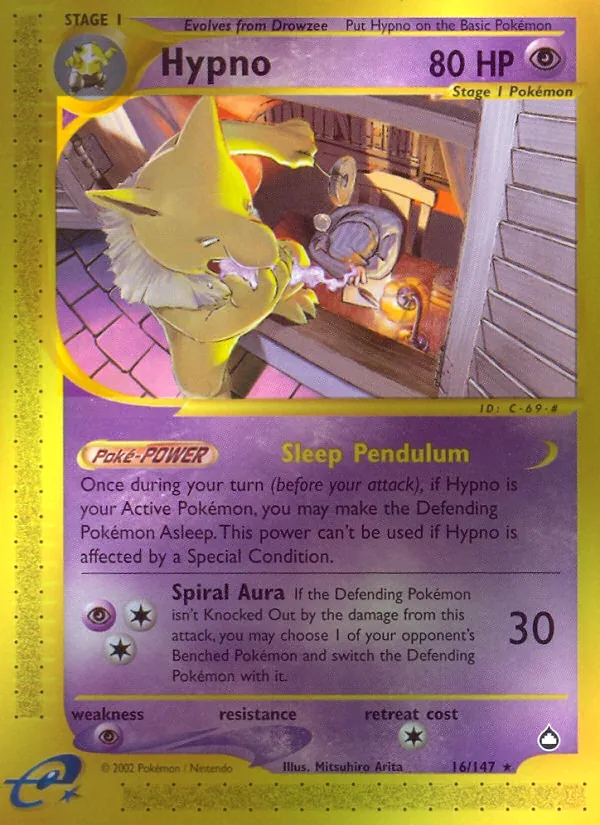 STAGE 1
Evolves from Drowzee Put Hypno on the Basic Pokémon
Hypno 80 HP
Stage 1 Pokémon
ID: C-69-#
Poké-POWER Sleep Pendulum
Once during your turn (before your attack), if Hypno is
your Active Pokémon, you may make the Defending
Pokémon Asleep. This power can't be used if Hypno is
affected by a Special Condition.
Spiral Aura If the Defending Pokémon
isn't Knocked Out by the damage from this
attack, you may choose 1 of your opponent's
Benched Pokémon and switch the Defending
Pokémon with it.
30
weakness resistance retreat cost
© 2002 Pokémon / Nintendo Illus. Mitsuhiro Arita 16/147 ★
e